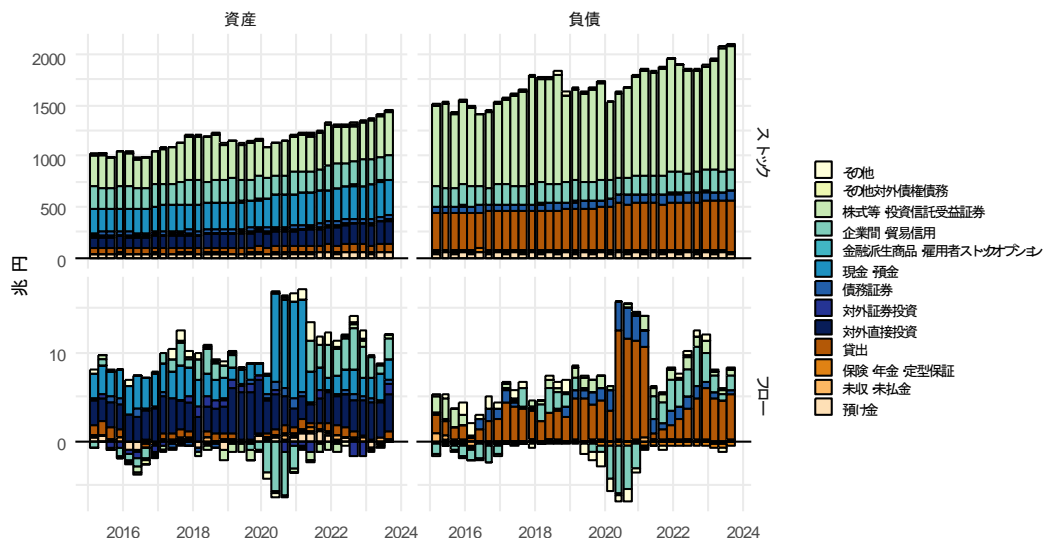 資産
負債
2000
1500
1000
500
0
ストック
兆円
10
0
フロー
2016
2018
2020
2022
2024
2016
2018
2020
2022
2024
その他
その他対外債権債務
株式等・投資信託受益証券
企業間・貿易信用
金融派生商品・雇用者ストックオプション
現金・預金
債務証券
対外証券投資
対外直接投資
貸出
保険・年金・定型保証
未収・未払金
預け金